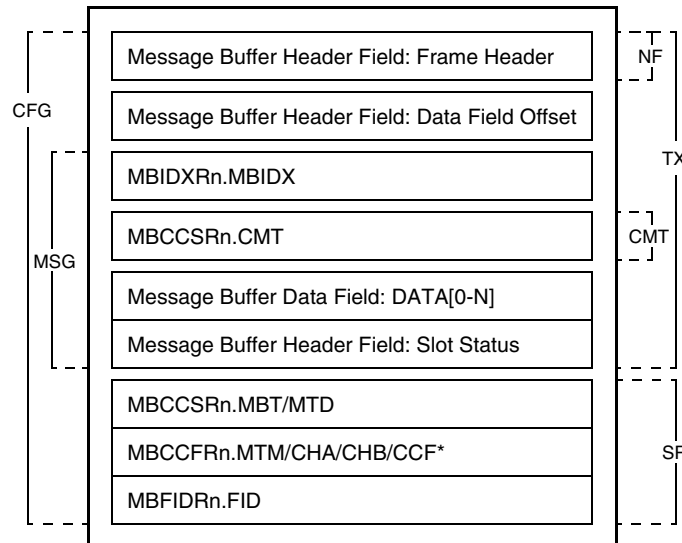 Message Buffer Header Field: Frame Header
NF
CFG
Message Buffer Header Field: Data Field Offset
TX
MBIDXRn.MBIDX
MBCCSRn.CMT
CMT
MSG
Message Buffer Data Field: DATA[0-N]
Message Buffer Header Field: Slot Status
MBCCSRn.MBT/MTD
MBCCFRn.MTM/CHA/CHB/CCF*
MBFIDRn.FID